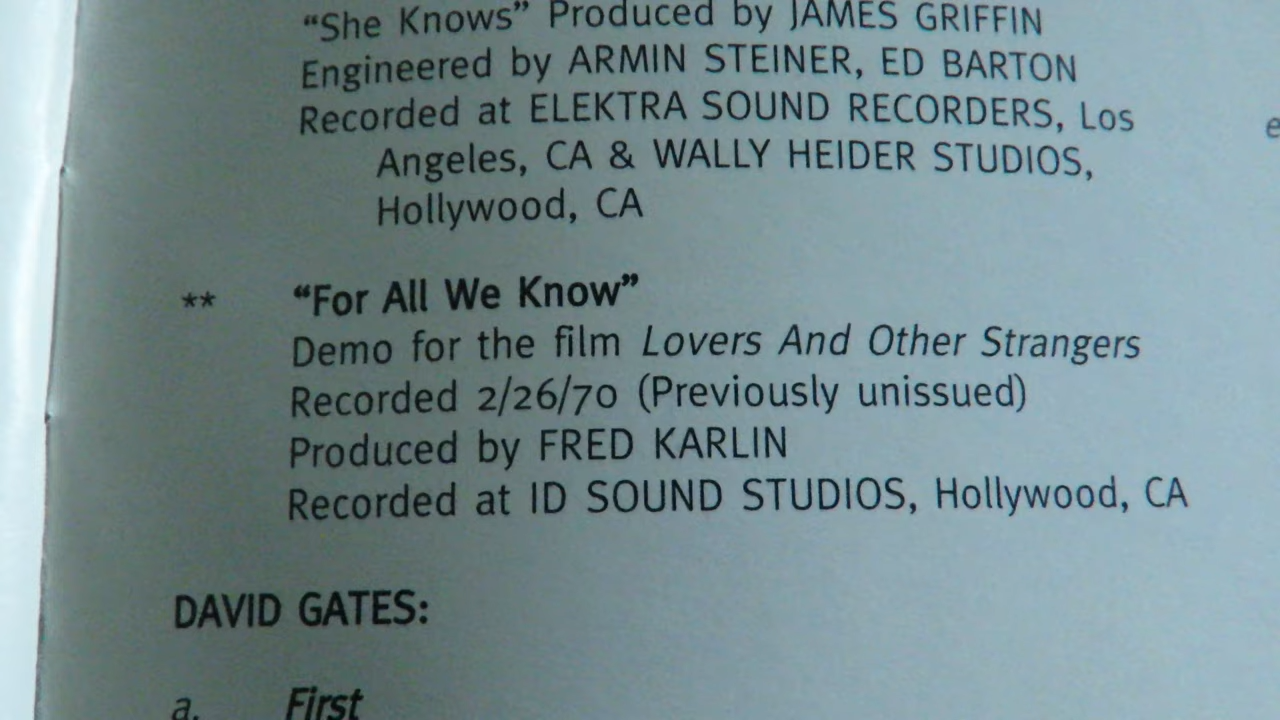 “She Knows” Produced by JAMES GRIFFIN
Engineered by ARMIN STEINER, ED BARTON
Recorded at ELEKTRA SOUND RECORDERS, Los
Angeles, CA & WALLY HEIDER STUDIOS,
Hollywood, CA
** “For All We Know”
Demo for the film Lovers And Other Strangers
Recorded 2/26/70 (Previously unissued)
Produced by FRED KARLIN
Recorded at ID SOUND STUDIOS, Hollywood, CA
DAVID GATES:
a. First